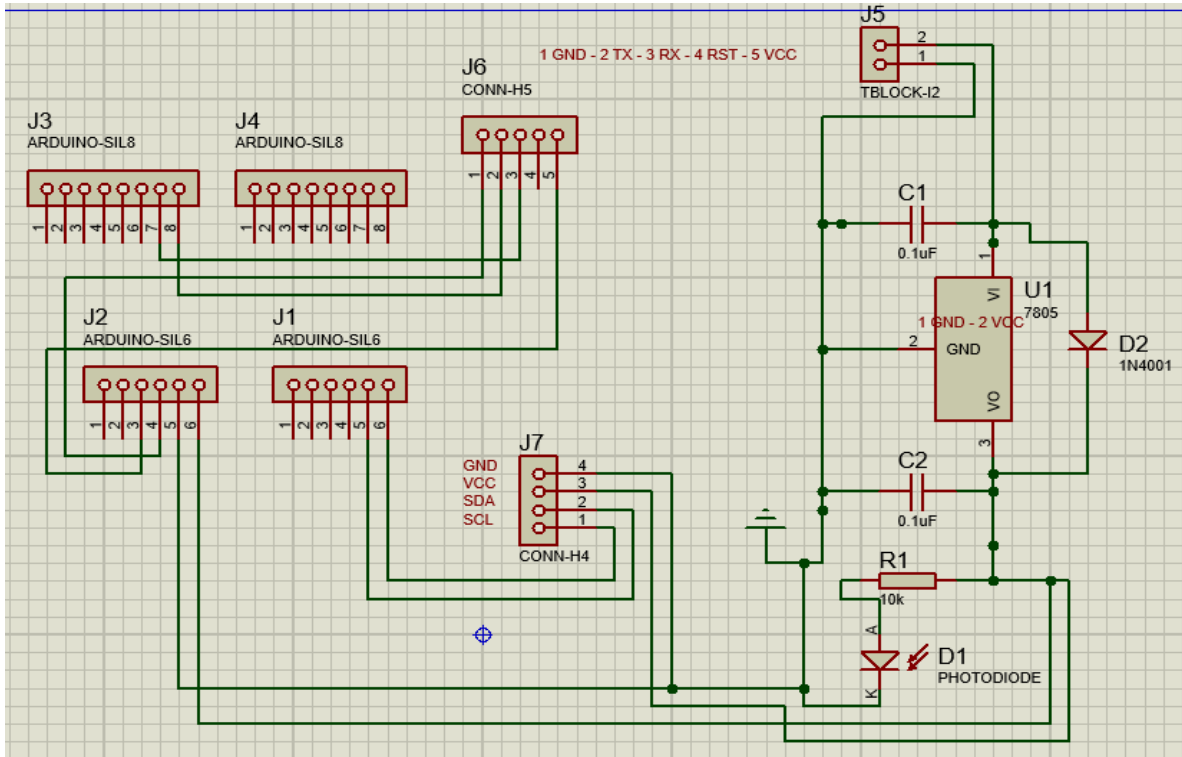 J5
2
1
TBLOCK-I2
1 GND - 2 TX - 3 RX - 4 RST - 5 VCC
J6
CONN-H5
1
2
3
4
5
J3
ARDUINO-SIL8
1
2
3
4
5
6
7
8
J4
ARDUINO-SIL8
1
2
3
4
5
6
7
8
C1
0.1uF
1
VI
U1
7805
1 GND - 2 VCC
2
GND
VO
3
D2
1N4001
J2
ARDUINO-SIL6
1
2
3
4
5
6
J1
ARDUINO-SIL6
1
2
3
4
5
6
J7
GND
VCC
SDA
SCL
4
3
2
1
CONN-H4
C2
0.1uF
R1
10k
A
K
D1
PHOTODIODE